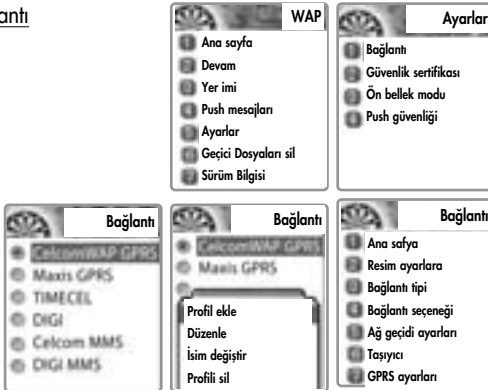 antı
WAP
Ana sayfa
Devam
Yer imi
Push mesajları
Ayarlar
Geçici Dosyaları sil
Sürüm Bilgisi
Ayarlar
Bağlantı
Güvenlik sertifikası
Ön bellek modu
Push güvenliği
Bağlantı
CelcomWAP GPRS
Maxis GPRS
TIMECEL
DIGI
Celcom MMS
DIGI MMS
Bağlantı
CelcomWAP GPRS
Maxis GPRS
Profil ekle
Düzenle
İsim değiştir
Profili sil
Bağlantı
Ana safya
Resim ayarlara
Bağlantı tipi
Bağlantı seçeneği
Ağ geçidi ayarları
Taşıyıcı
GPRS ayarları